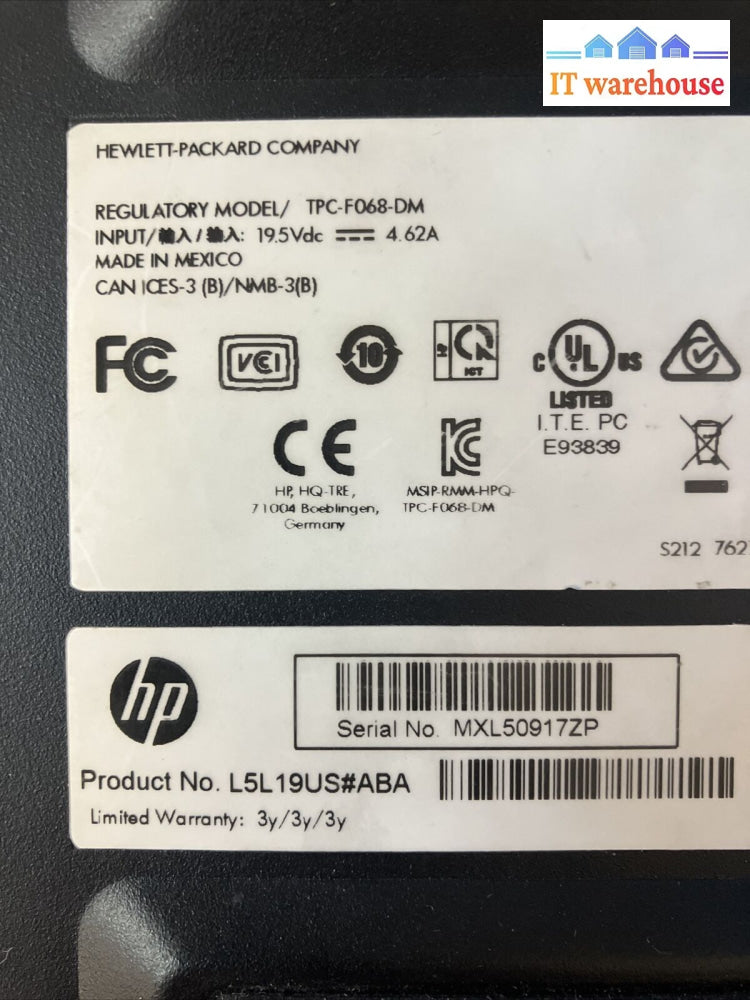 IT warehouse
HEWLETT-PACKARD COMPANY
REGULATORY MODEL/ TPC-F068-DM
INPUT/輸入/输入: 19.5Vdc ⎓ 4.62A
MADE IN MEXICO
CAN ICES-3 (B)/NMB-3(B)
FC
VCI
10
ICT
C UL US
LISTED
I.T.E. PC
E93839
CE
HP, HQ-TRE,
71004 Boeblingen,
Germany
KC
MSIP-RMM-HPQ-
TPC-F068-DM
S212 762
hp
Serial No. MXL50917ZP
Product No. L5L19US#ABA
Limited Warranty: 3y/3y/3y